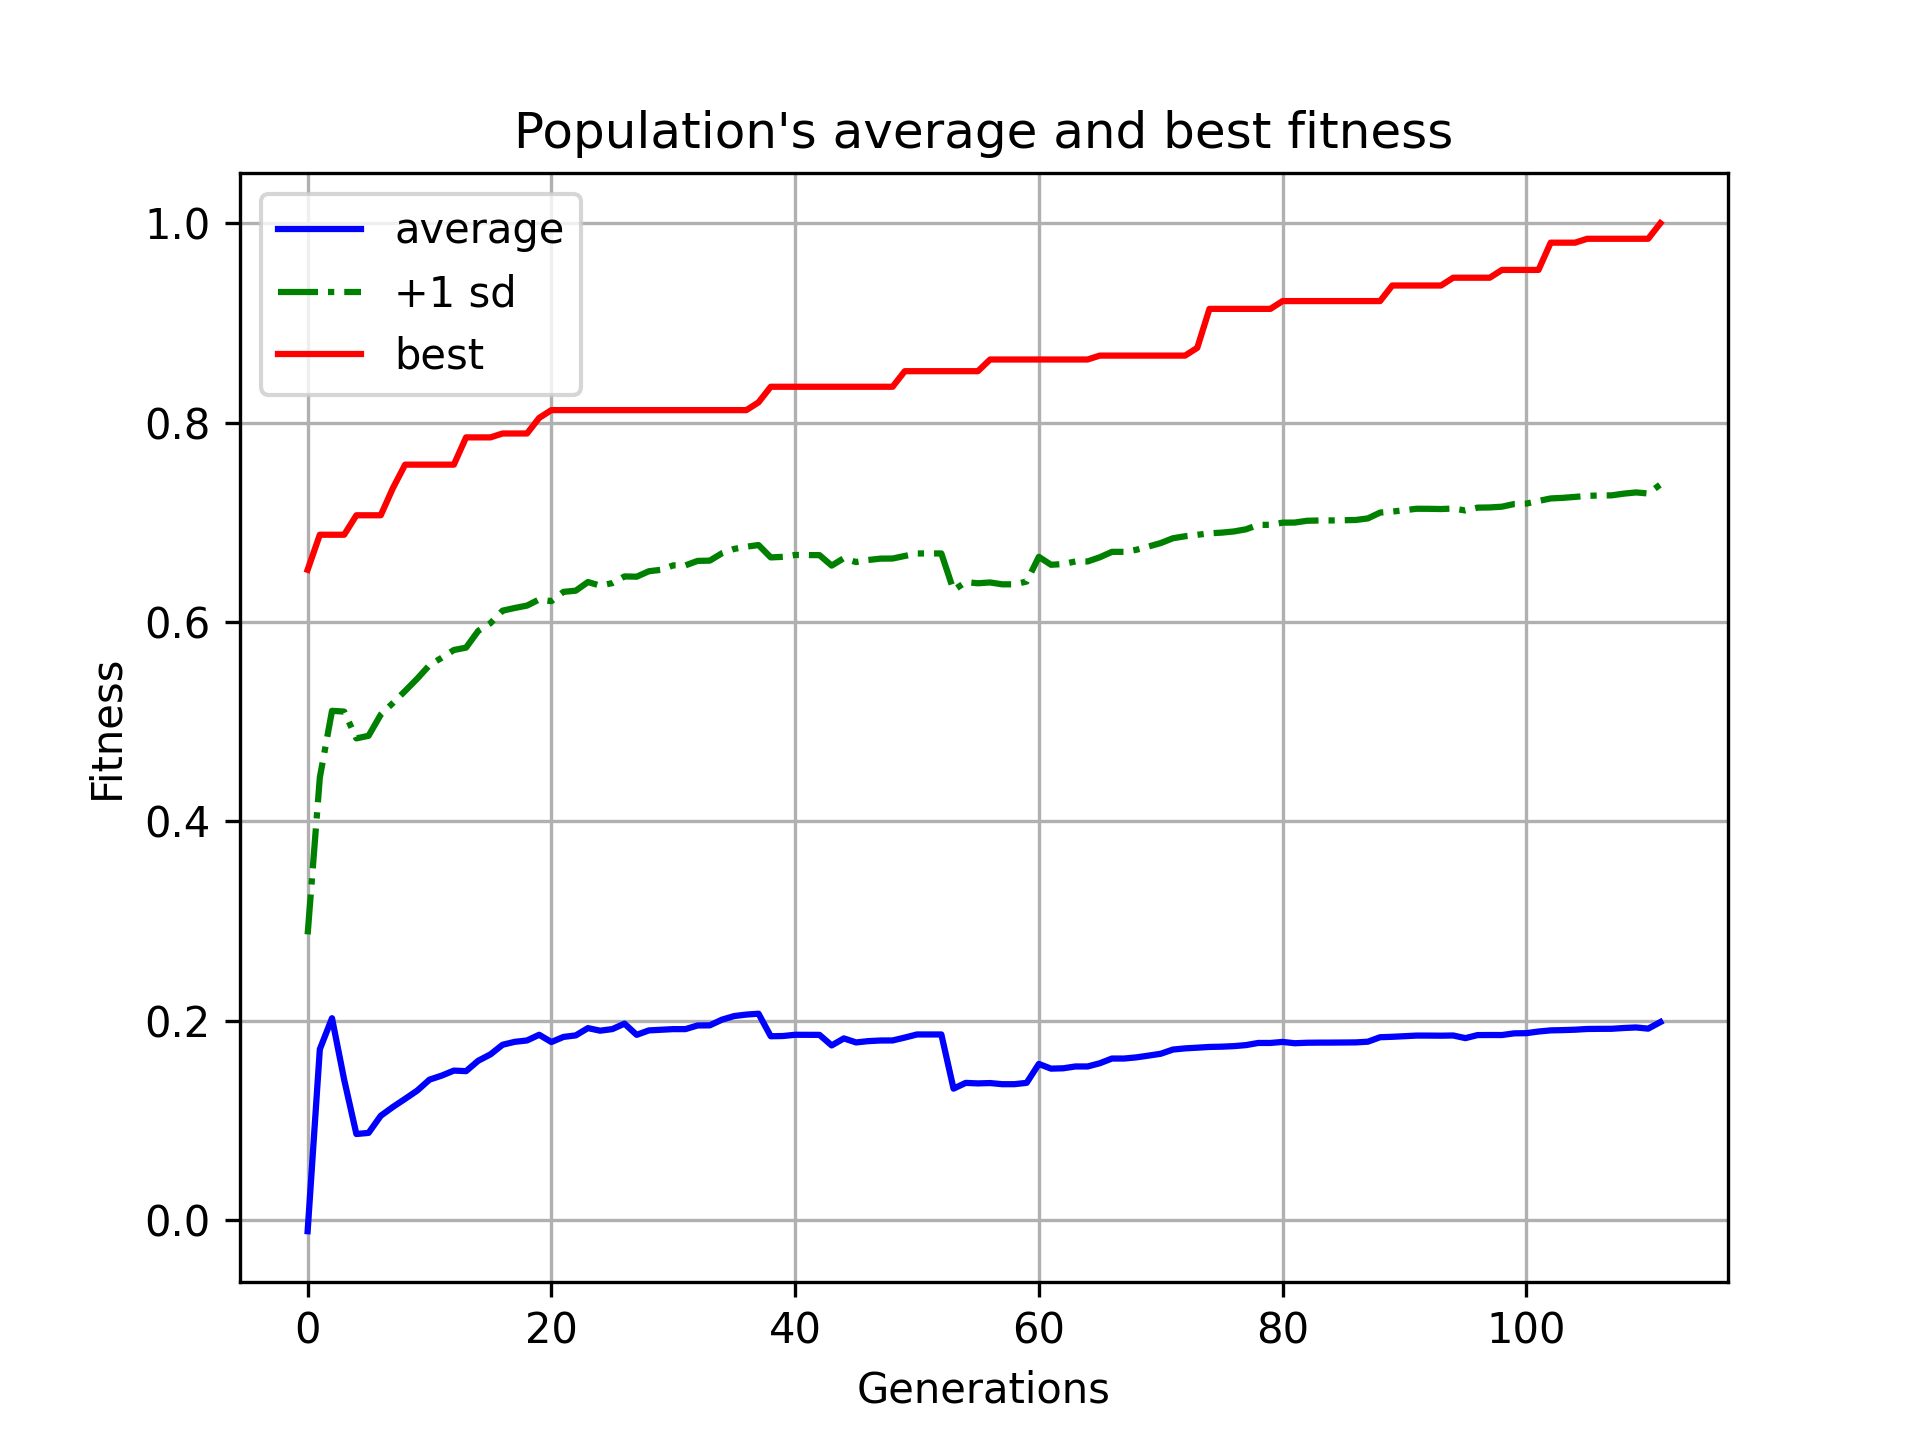 Population's average and best fitness
average
+1 sd
best
1.0
0.8
0.6
0.4
0.2
0.0
Fitness
0 20 40 60 80 100
Generations